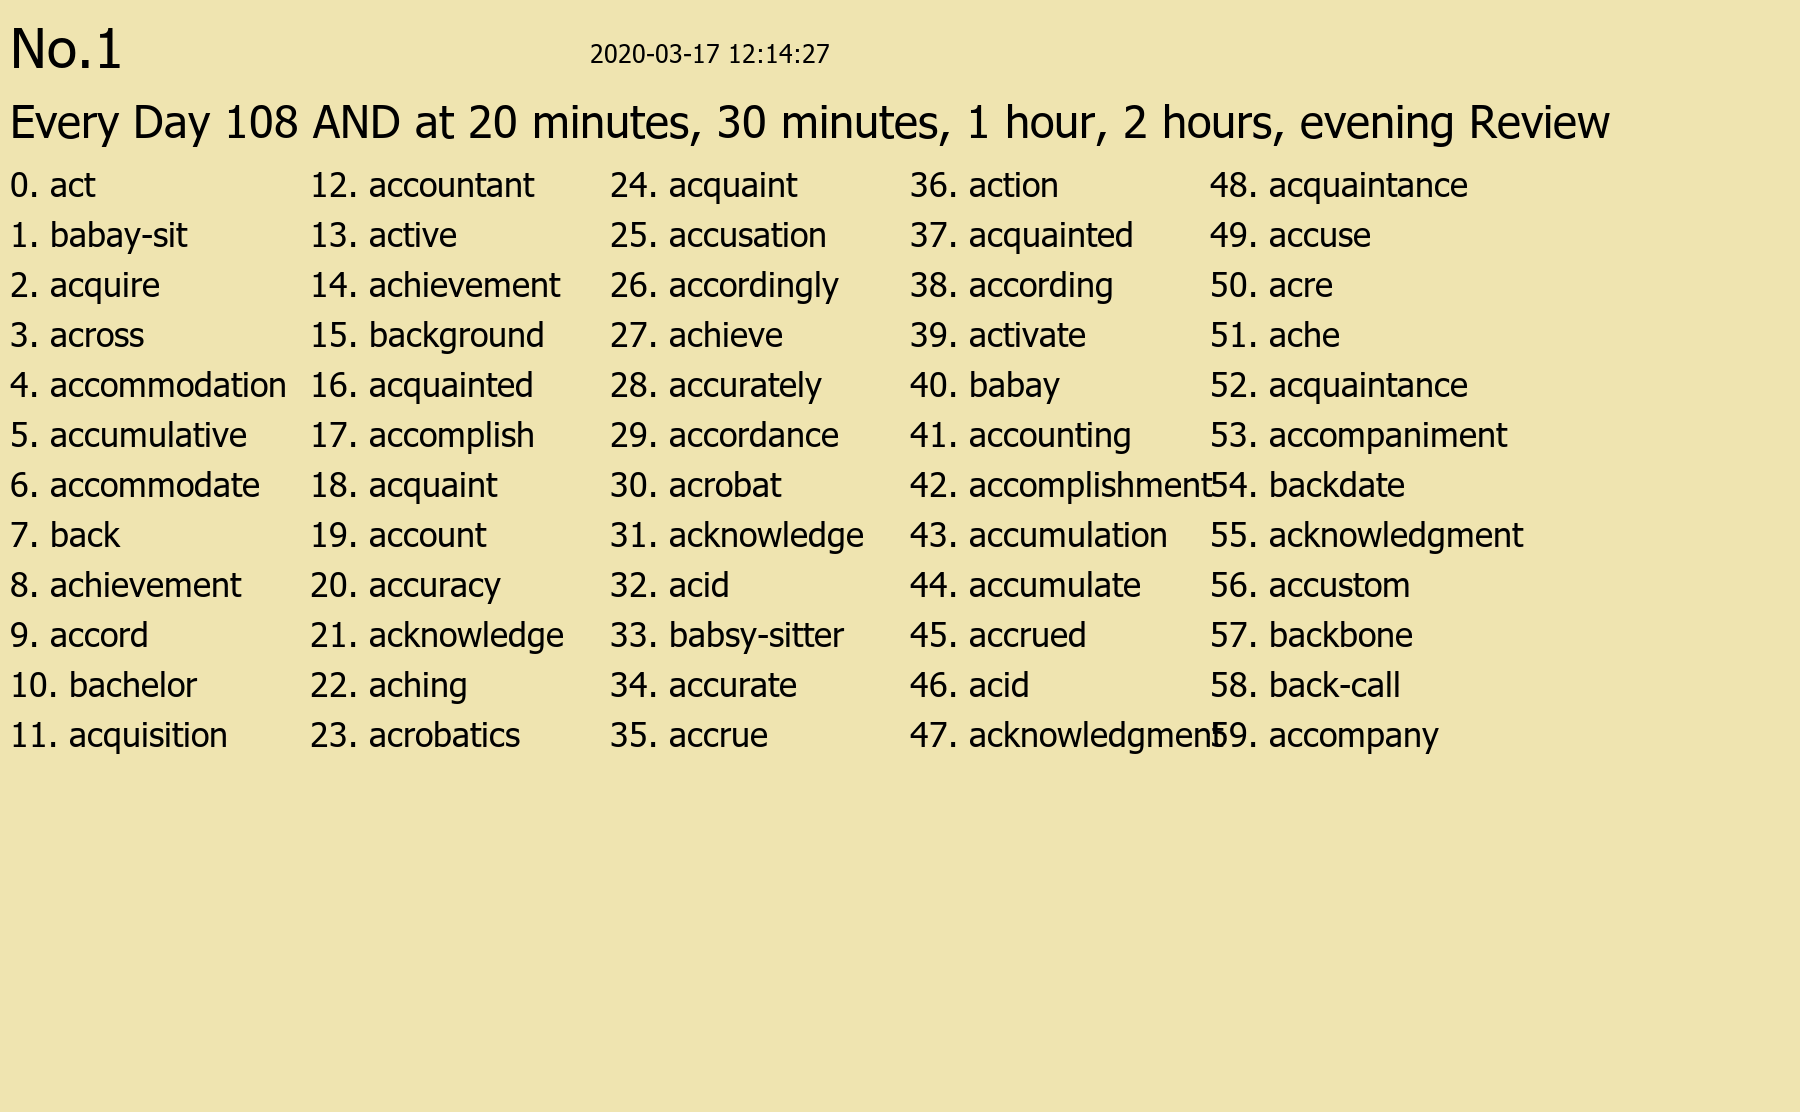 No.1
2020-03-17 12:14:27
Every Day 108 AND at 20 minutes, 30 minutes, 1 hour, 2 hours, evening Review
0. act
1. babay-sit
2. acquire
3. across
4. accommodation
5. accumulative
6. accommodate
7. back
8. achievement
9. accord
10. bachelor
11. acquisition
12. accountant
13. active
14. achievement
15. background
16. acquainted
17. accomplish
18. acquaint
19. account
20. accuracy
21. acknowledge
22. aching
23. acrobatics
24. acquaint
25. accusation
26. accordingly
27. achieve
28. accurately
29. accordance
30. acrobat
31. acknowledge
32. acid
33. babsy-sitter
34. accurate
35. accrue
36. action
37. acquainted
38. according
39. activate
40. babay
41. accounting
42. accomplishment
43. accumulation
44. accumulate
45. accrued
46. acid
47. acknowledgment
48. acquaintance
49. accuse
50. acre
51. ache
52. acquaintance
53. accompaniment
54. backdate
55. acknowledgment
56. accustom
57. backbone
58. back-call
59. accompany